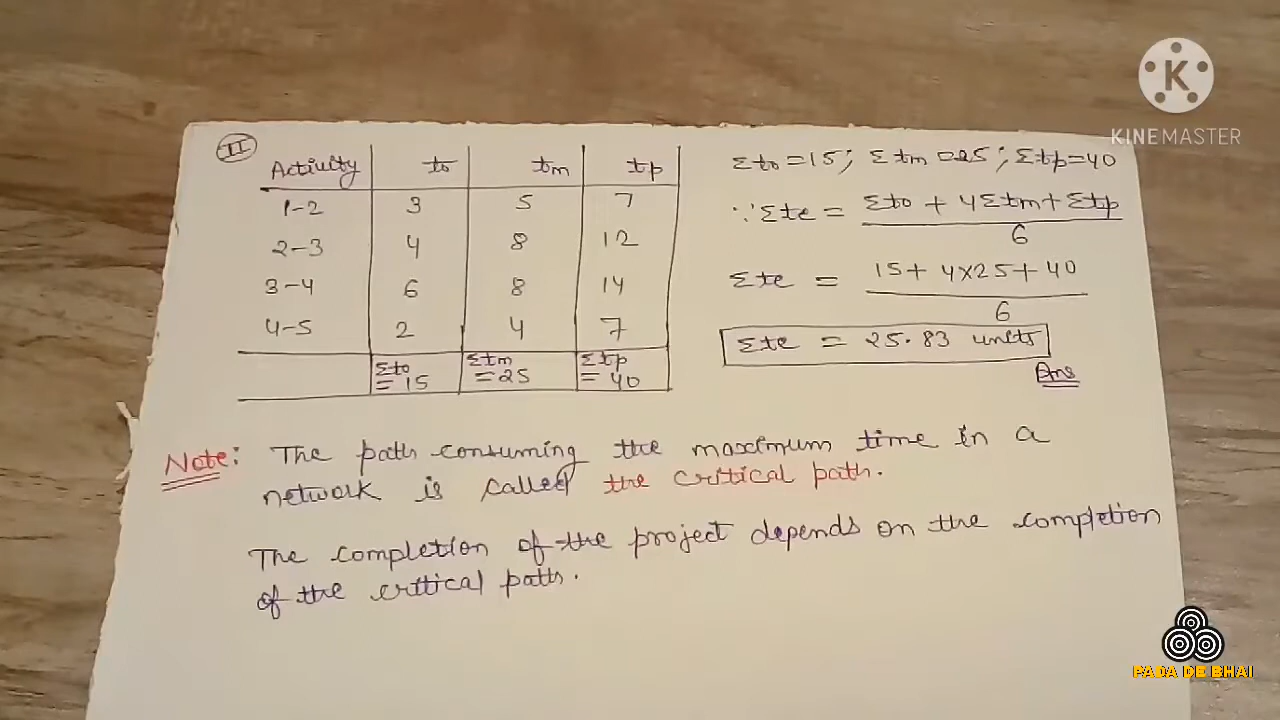 II
Activity to tm tp
1-2 3 5 7
2-3 4 8 12
3-4 6 8 14
4-5 2 4 7
Σto = 15 Σtm = 25 Σtp = 40
Σto = 15; Σtm = 25; Σtp = 40
∵ Σte = Σto + 4Σtm + Σtp / 6
Σte = 15 + 4×25 + 40 / 6
Σte = 25.83 units
Ans
Note: The path consuming the maximum time in a
network is called the critical path.
The completion of the project depends on the completion
of the critical path.
K
KINEMASTER
PADA DE BHAI